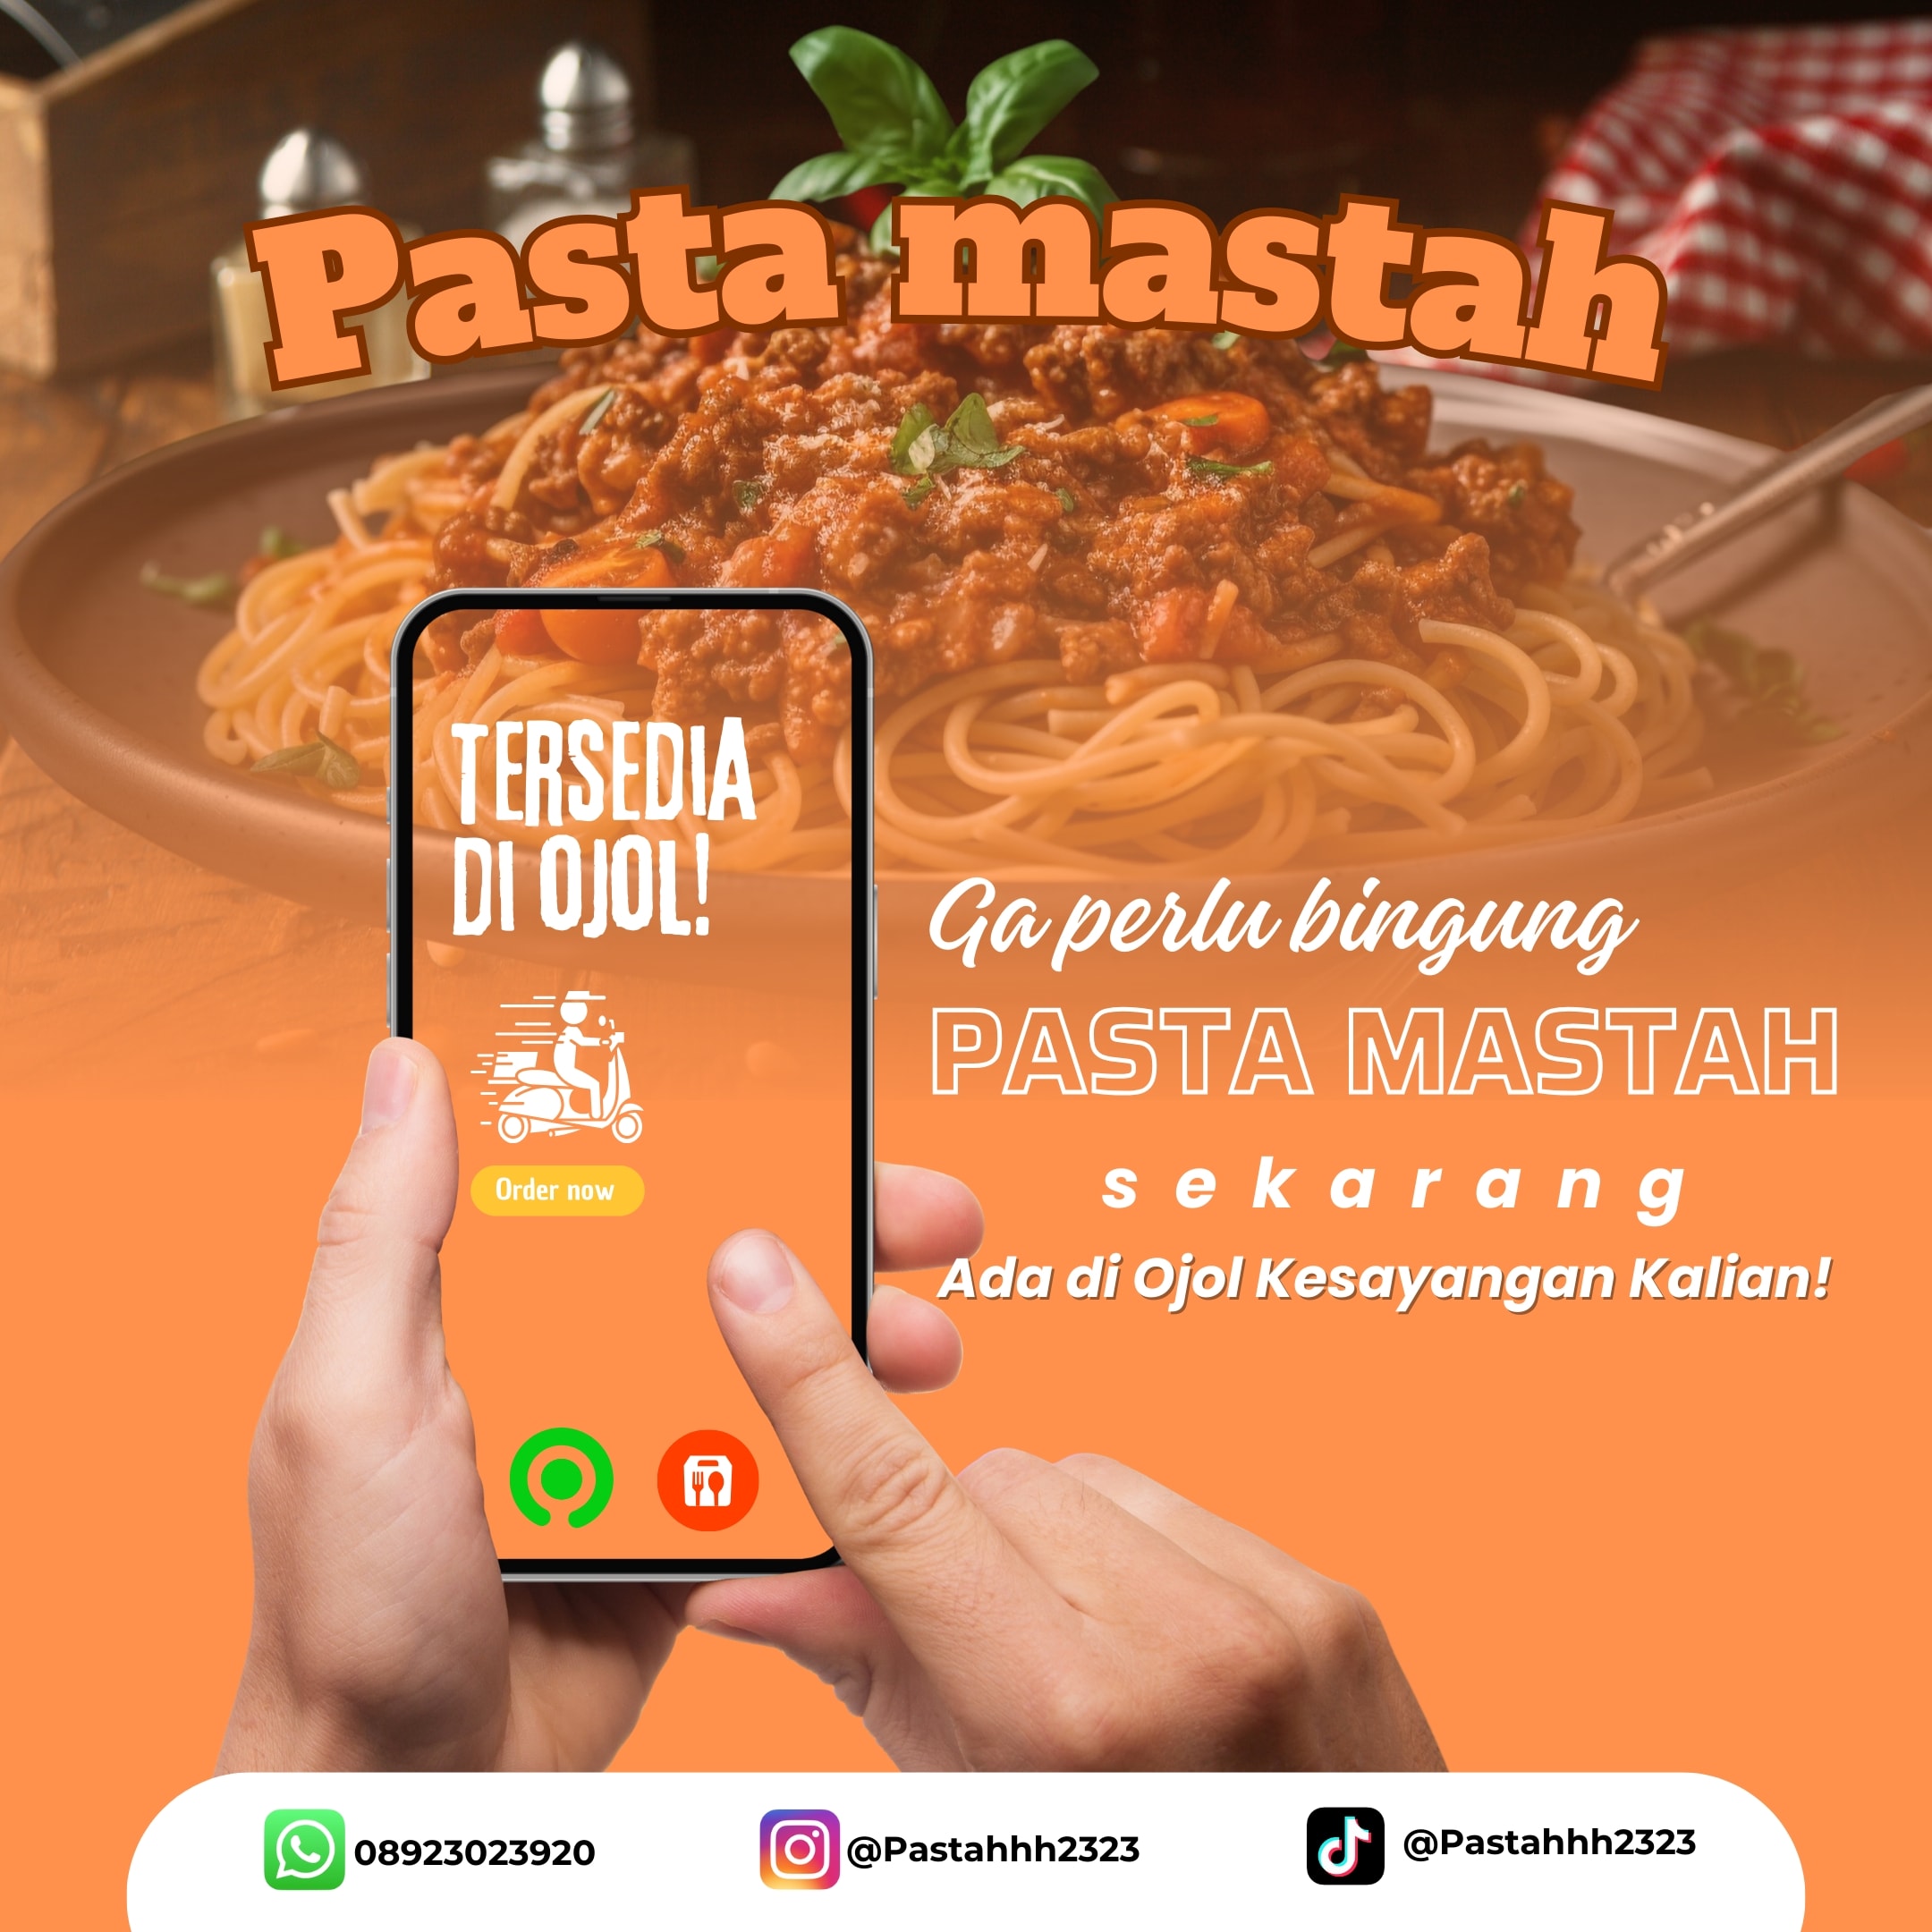 Pasta mastah
TERSEDIA
DI OJOL!
Order now
Ga perlu bingung
PASTA MASTAH
sekarang
Ada di Ojol Kesayangan Kalian!
08923023920
@Pastahhh2323
@Pastahhh2323